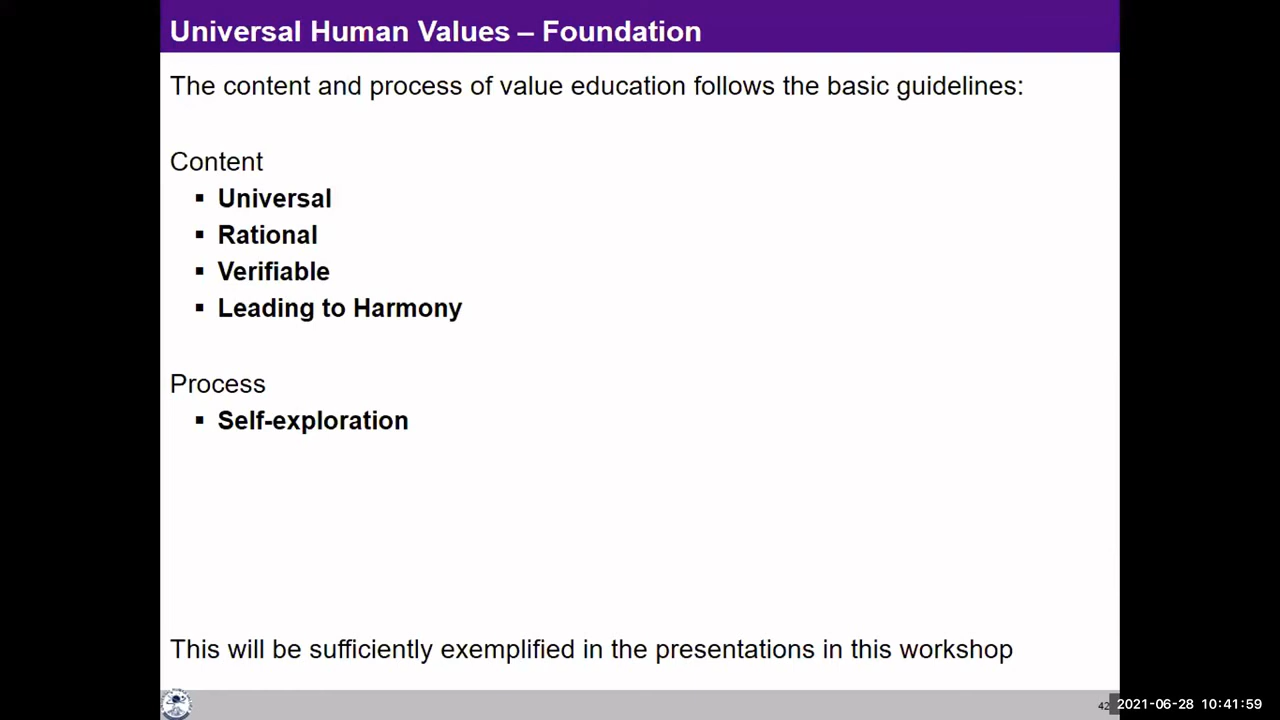 Universal Human Values – Foundation
The content and process of value education follows the basic guidelines:
Content
▪ Universal
▪ Rational
▪ Verifiable
▪ Leading to Harmony
Process
▪ Self-exploration
This will be sufficiently exemplified in the presentations in this workshop
42
2021-06-28 10:41:59